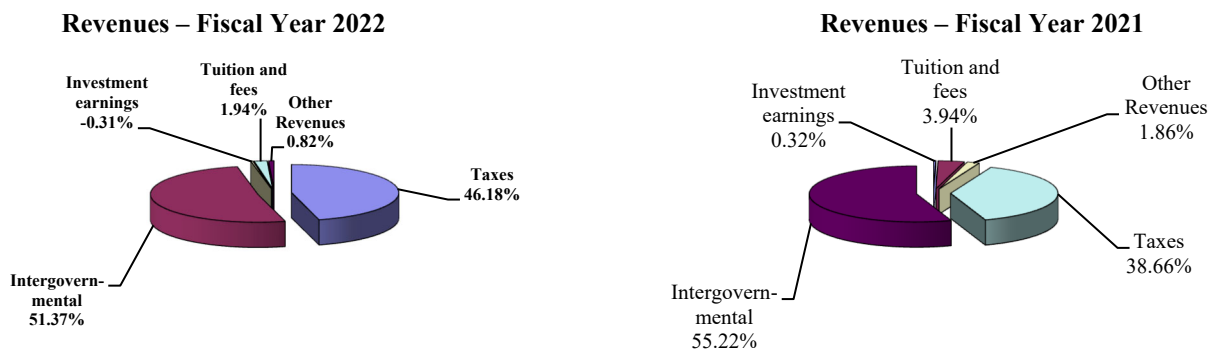 Revenues – Fiscal Year 2022
Investment
earnings
-0.31%
Tuition and
fees
1.94%
Other
Revenues
0.82%
Taxes
46.18%
Intergovern-
mental
51.37%
Revenues – Fiscal Year 2021
Investment
earnings
0.32%
Tuition and
fees
3.94%
Other
Revenues
1.86%
Taxes
38.66%
Intergovern-
mental
55.22%